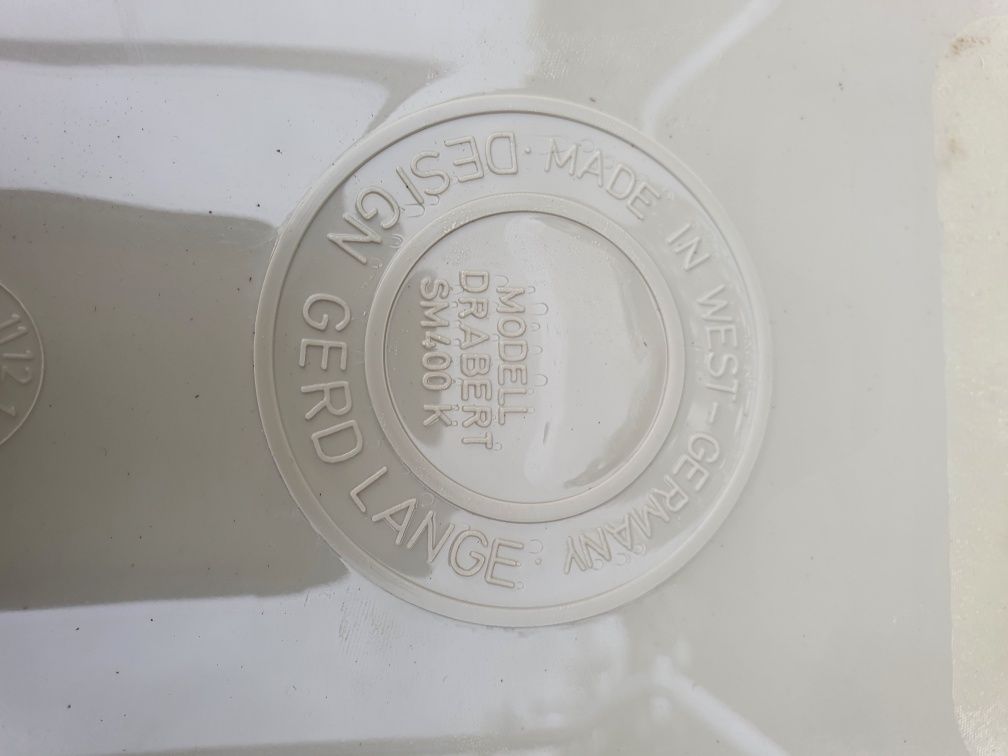 MADE IN WEST-GERMANY
DESIGN GERD LANGE
MODELL
DRABERT
SM400 K